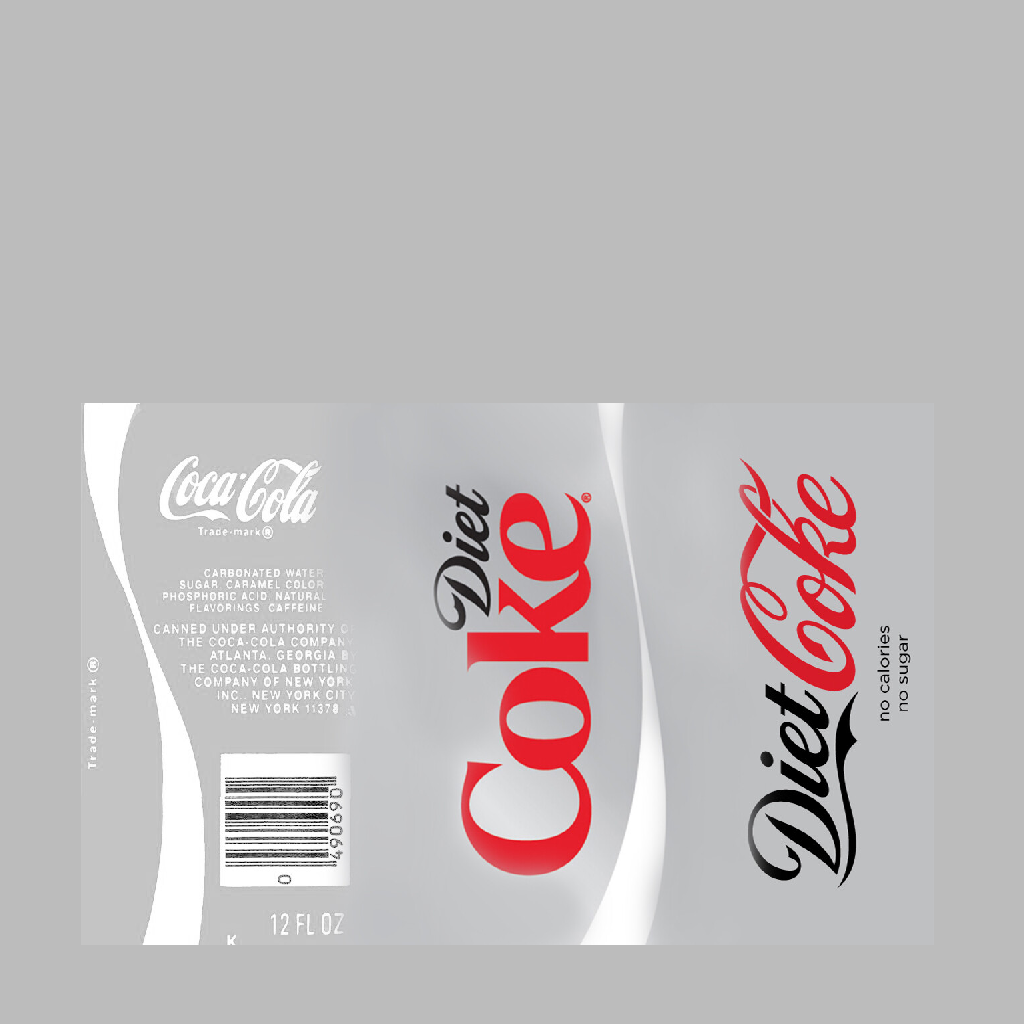 Trade-mark®
Coca-Cola
Trade-mark®
CARBONATED WATER
SUGAR, CARAMEL COLOR
PHOSPHORIC ACID, NATURAL
FLAVORINGS, CAFFEINE
CANNED UNDER AUTHORITY O
THE COCA-COLA COMPANY
ATLANTA, GEORGIA B
THE COCA-COLA BOTTLING
COMPANY OF NEW YORK
INC., NEW YORK CITY
NEW YORK 11378
0
490690
12 FL OZ
K
Diet
Coke®
Diet Coke
no calories
no sugar